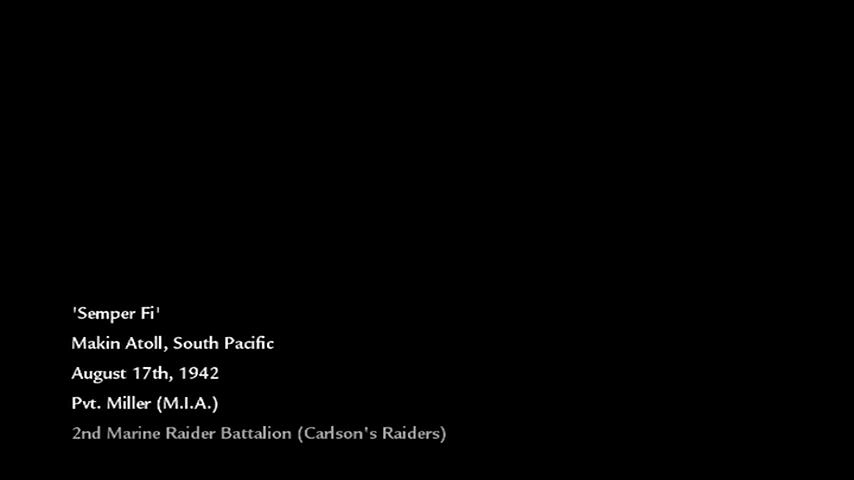 'Semper Fi'
Makin Atoll, South Pacific
August 17th, 1942
Pvt. Miller (M.I.A.)
2nd Marine Raider Battalion (Carlson's Raiders)